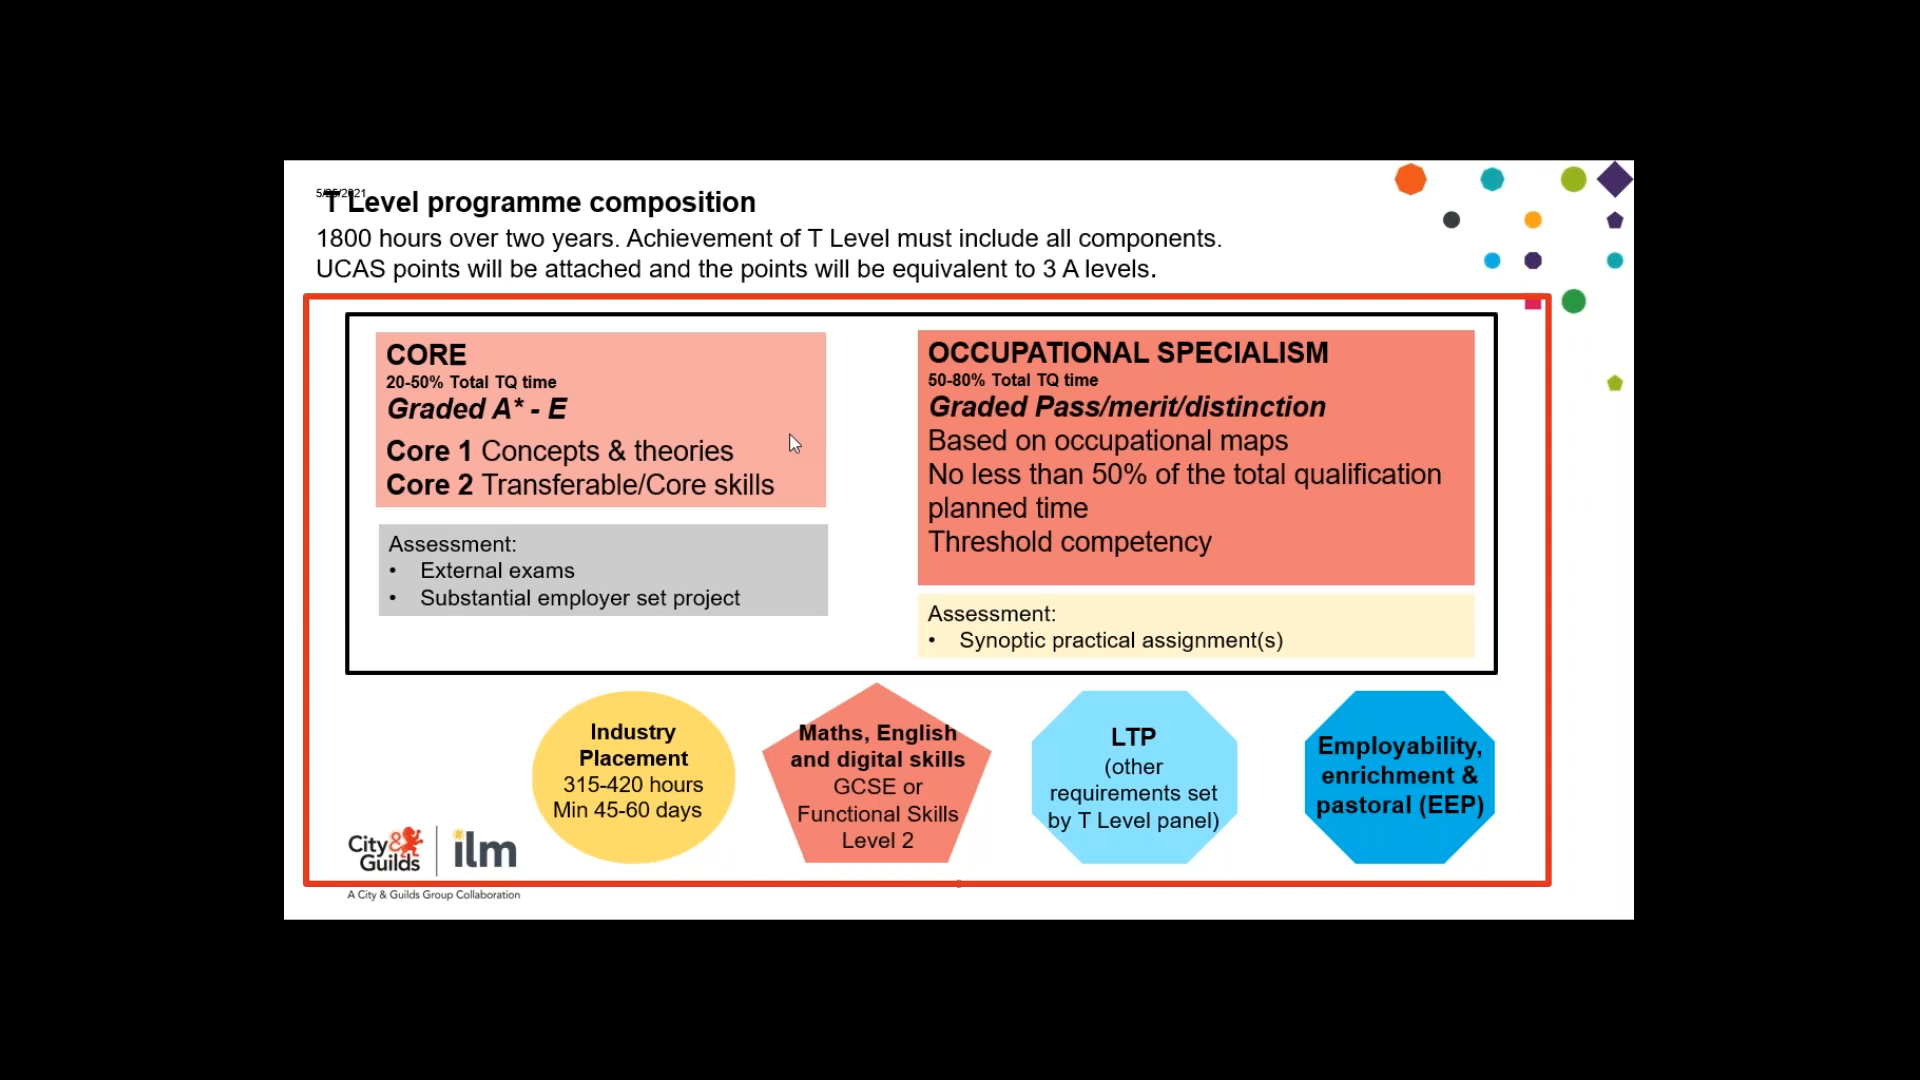 5/25/2021
T Level programme composition
1800 hours over two years. Achievement of T Level must include all components.
UCAS points will be attached and the points will be equivalent to 3 A levels.
CORE
20-50% Total TQ time
Graded A* - E
Core 1 Concepts & theories
Core 2 Transferable/Core skills
Assessment:
• External exams
• Substantial employer set project
OCCUPATIONAL SPECIALISM
50-80% Total TQ time
Graded Pass/merit/distinction
Based on occupational maps
No less than 50% of the total qualification
planned time
Threshold competency
Assessment:
• Synoptic practical assignment(s)
Industry
Placement
315-420 hours
Min 45-60 days
Maths, English
and digital skills
GCSE or
Functional Skills
Level 2
LTP
(other
requirements set
by T Level panel)
Employability,
enrichment &
pastoral (EEP)
City&
Guilds
ilm
A City & Guilds Group Collaboration